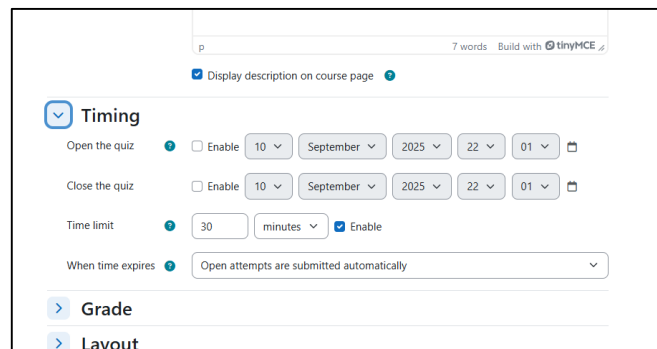 p 7 words Build with tinyMCE
Display description on course page ?
Timing
Open the quiz ? Enable 10 September 2025 22 01
Close the quiz ? Enable 10 September 2025 22 01
Time limit ? 30 minutes Enable
When time expires ? Open attempts are submitted automatically
Grade
Layout